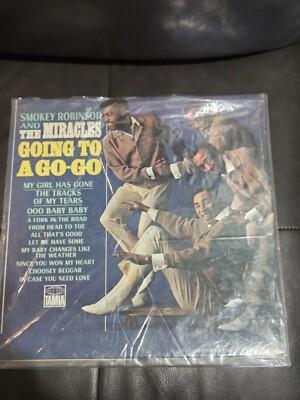 SMOKEY ROBINSON
AND THE MIRACLES
GOING TO
A GO-GO
MY GIRL HAS GONE
THE TRACKS
OF MY TEARS
OOO BABY BABY
A FORK IN THE ROAD
FROM HEAD TO TOE
ALL THAT'S GOOD
LET ME HAVE SOME
MY BABY CHANGES LIKE
THE WEATHER
SINCE YOU WON MY HEART
CHOOSEY BEGGAR
IN CASE YOU NEED LOVE
TAMLA